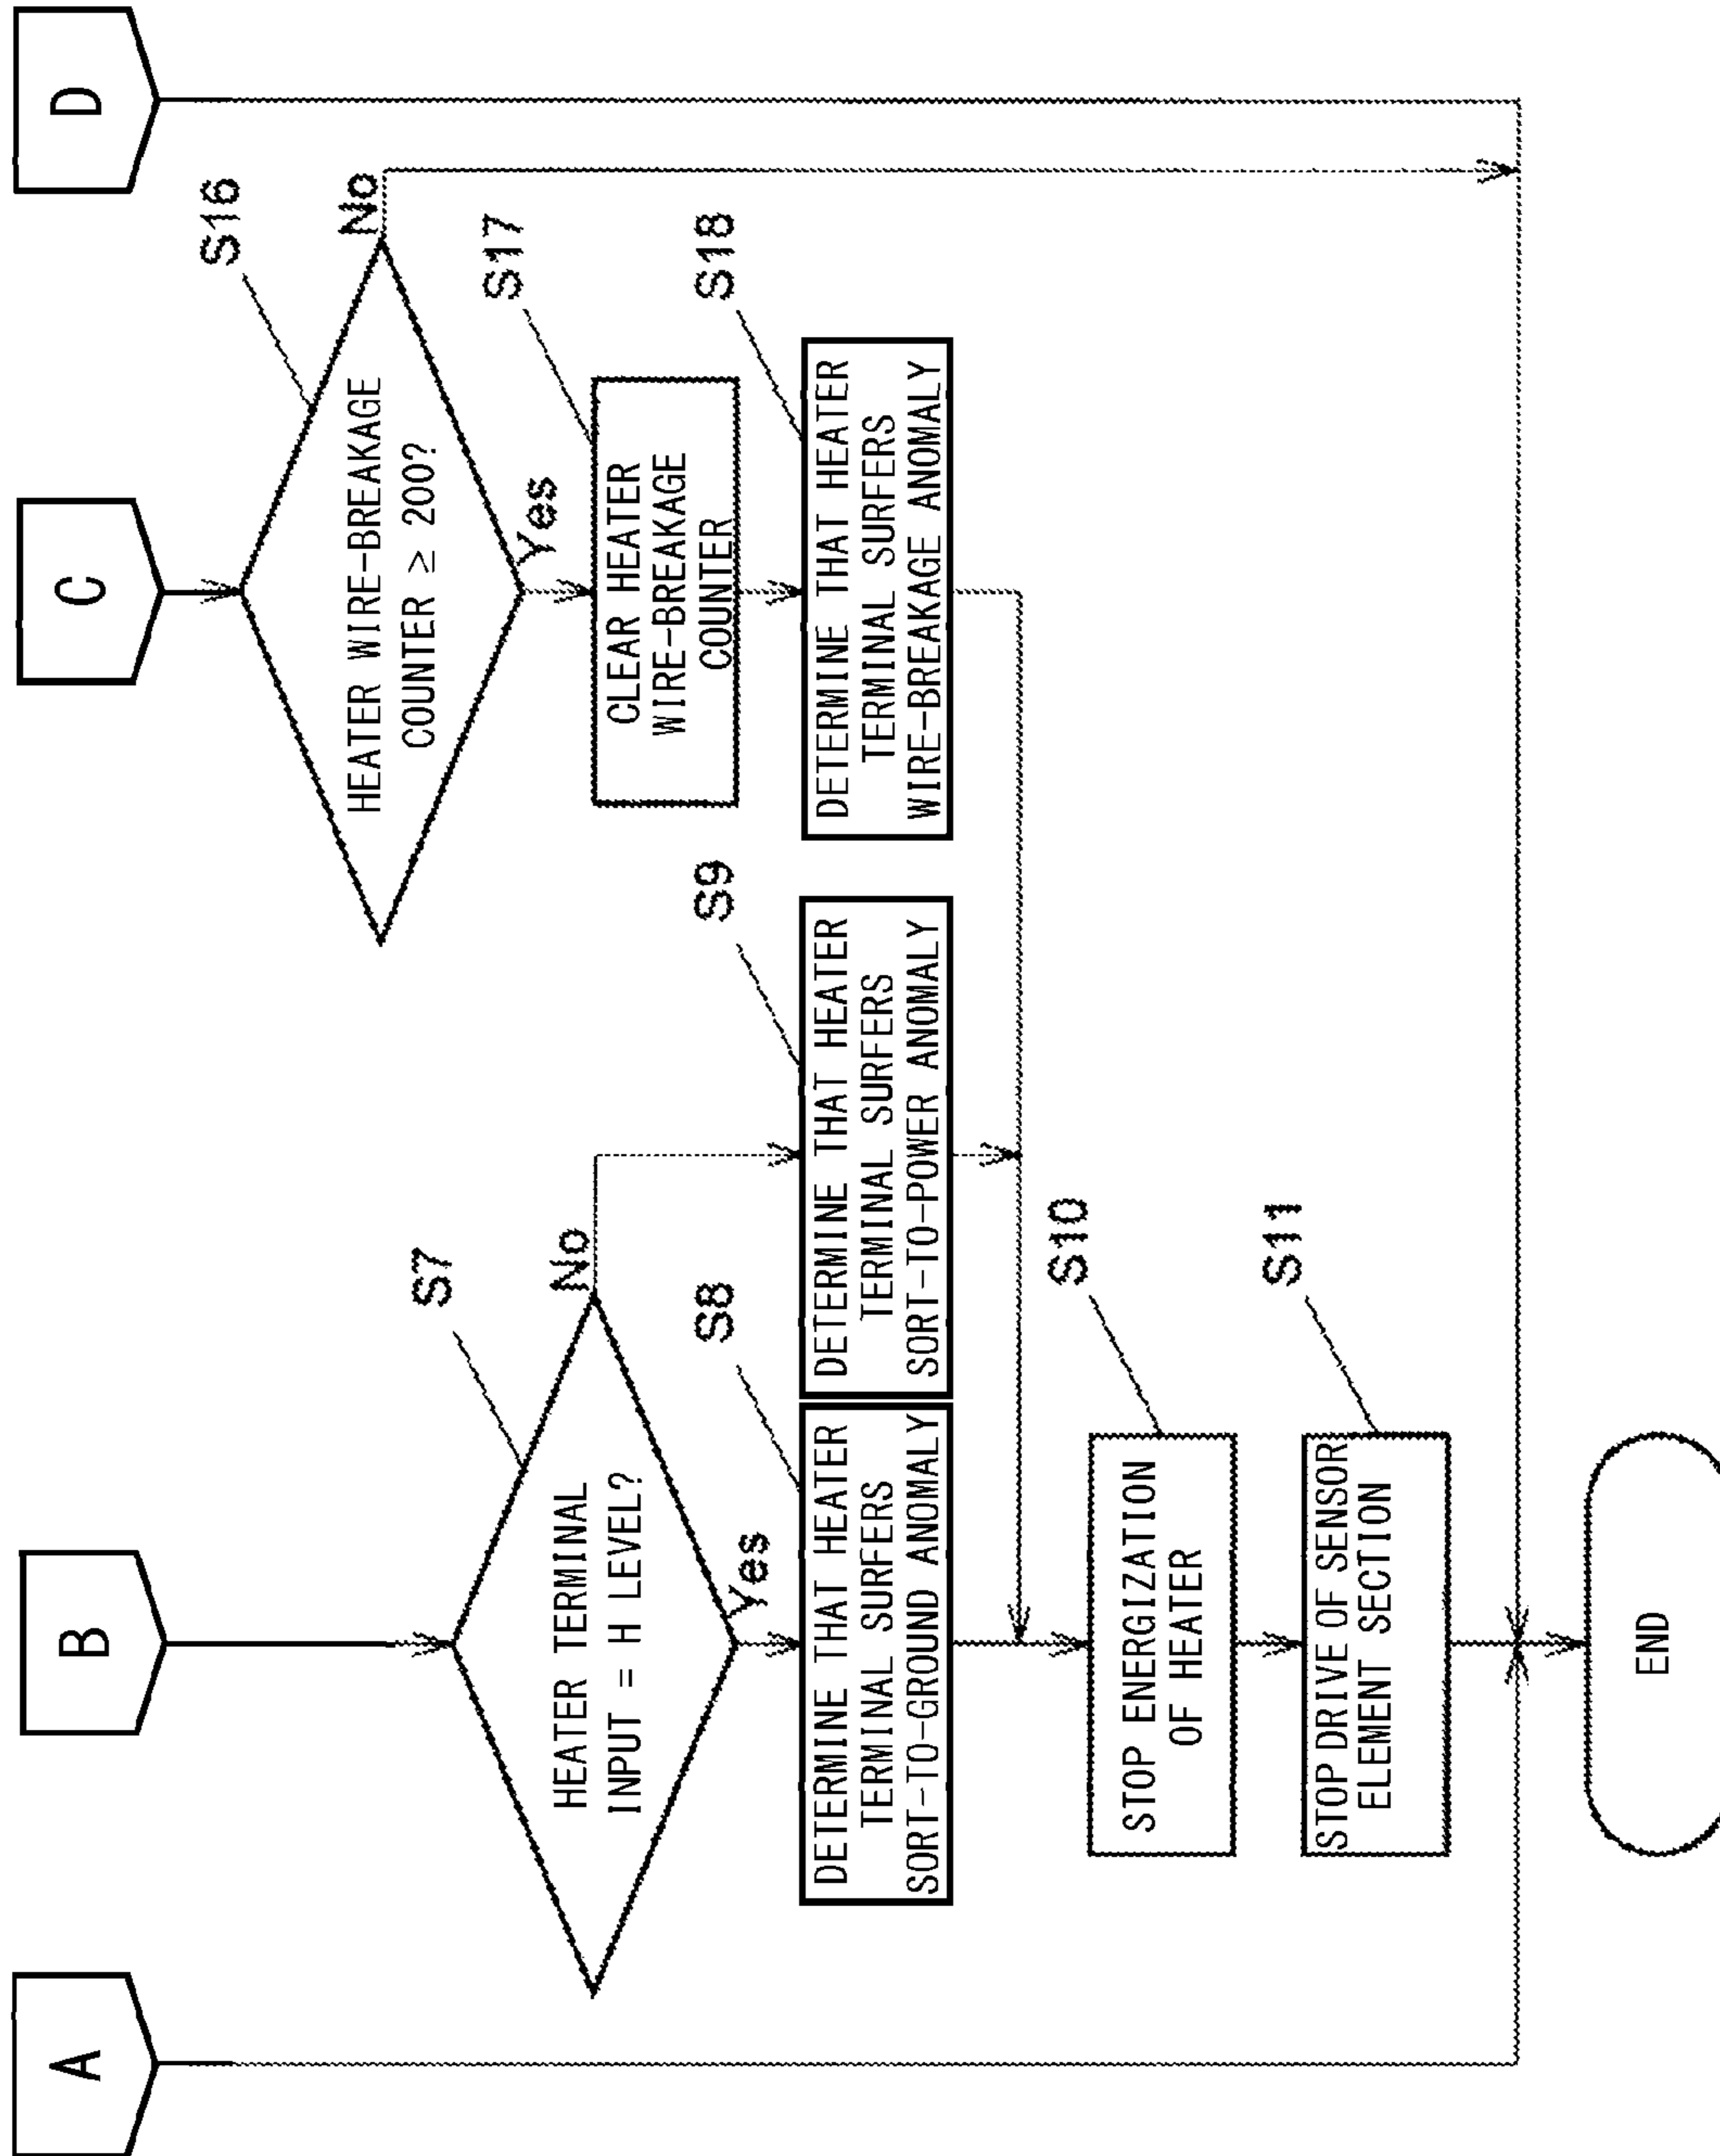 A
B
C
D
S16
HEATER WIRE-BREAKAGE
COUNTER ≥ 200?
No
Yes
S7
HEATER TERMINAL
INPUT = H LEVEL?
No
Yes
S17
CLEAR HEATER
WIRE-BREAKAGE
COUNTER
S8
DETERMINE THAT HEATER
TERMINAL SURFERS
SORT-TO-GROUND ANOMALY
S9
DETERMINE THAT HEATER
TERMINAL SURFERS
SORT-TO-POWER ANOMALY
S18
DETERMINE THAT HEATER
TERMINAL SURFERS
WIRE-BREAKAGE ANOMALY
S10
STOP ENERGIZATION
OF HEATER
S11
STOP DRIVE OF SENSOR
ELEMENT SECTION
END